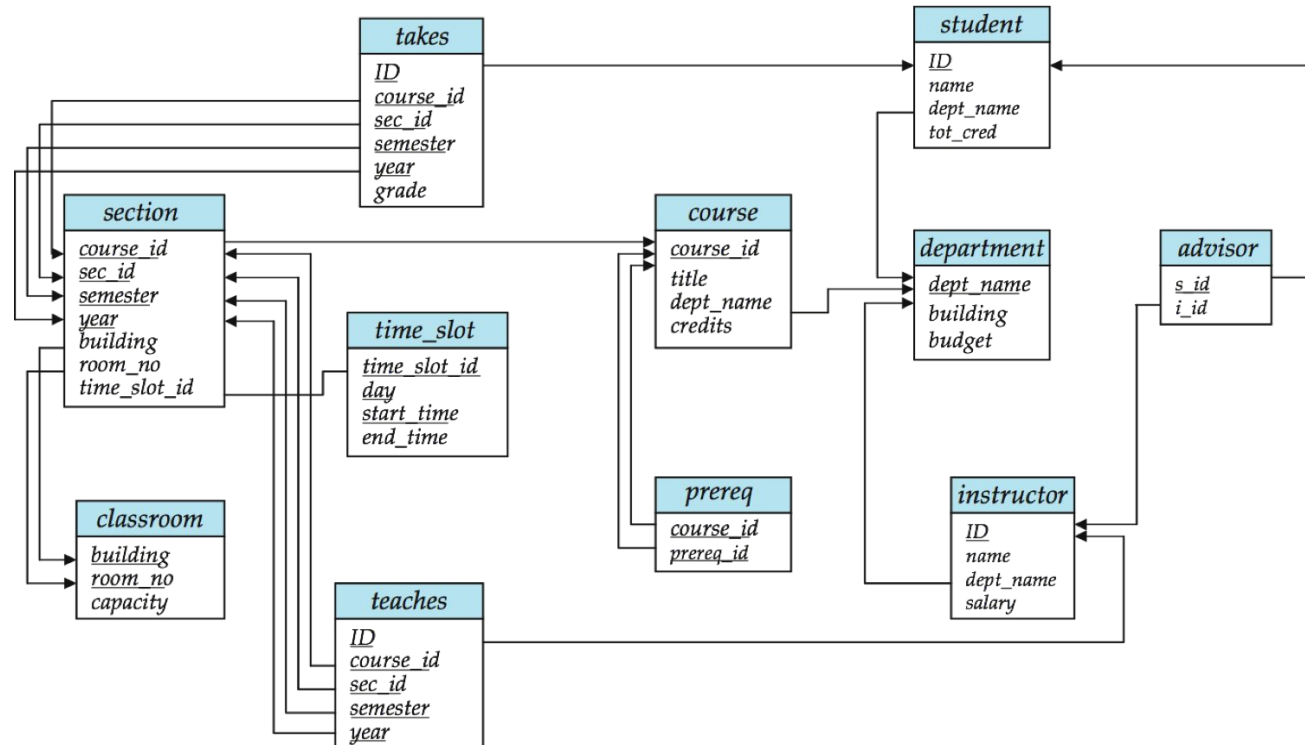 takes
ID
course_id
sec_id
semester
year
grade
student
ID
name
dept_name
tot_cred
section
course_id
sec_id
semester
year
building
room_no
time_slot_id
time_slot
time_slot_id
day
start_time
end_time
course
course_id
title
dept_name
credits
department
dept_name
building
budget
advisor
s_id
i_id
classroom
building
room_no
capacity
prereq
course_id
prereq_id
instructor
ID
name
dept_name
salary
teaches
ID
course_id
sec_id
semester
year